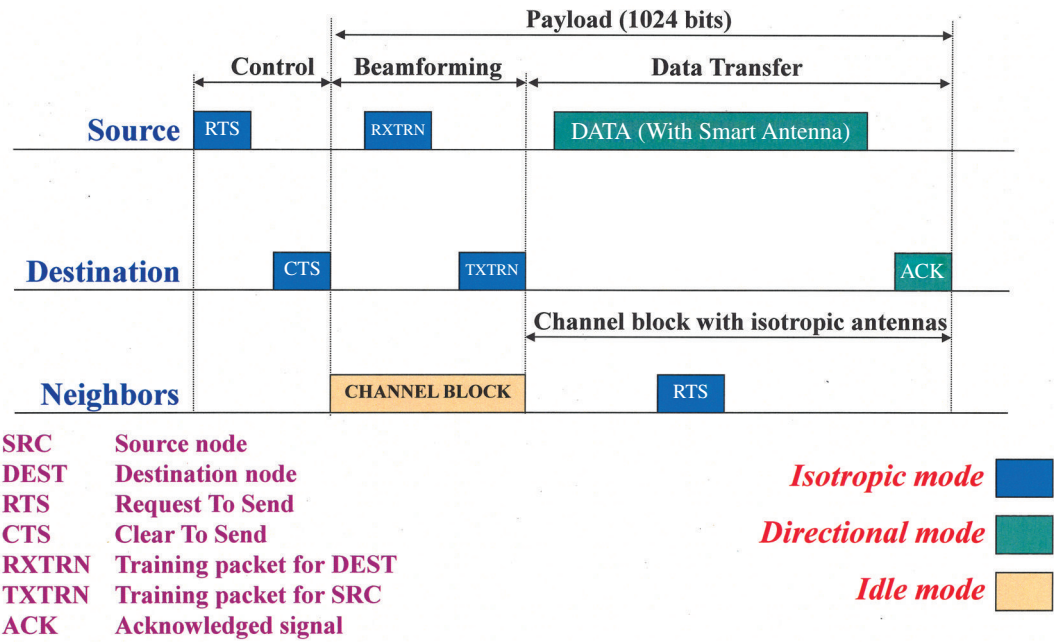 Payload (1024 bits)
Control
Beamforming
Data Transfer
Source
RTS
RXTRN
DATA (With Smart Antenna)
Destination
CTS
TXTRN
ACK
Channel block with isotropic antennas
Neighbors
CHANNEL BLOCK
RTS
SRC Source node
DEST Destination node
RTS Request To Send
CTS Clear To Send
RXTRN Training packet for DEST
TXTRN Training packet for SRC
ACK Acknowledged signal
Isotropic mode
Directional mode
Idle mode